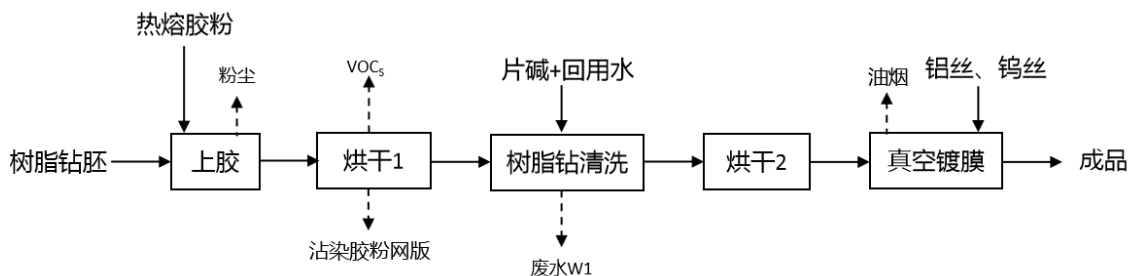 热熔胶粉
粉尘
VOCs
片碱+回用水
油烟
铝丝、钨丝
树脂钻胚
上胶
烘干1
树脂钻清洗
烘干2
真空镀膜
成品
沾染胶粉网版
废水W1